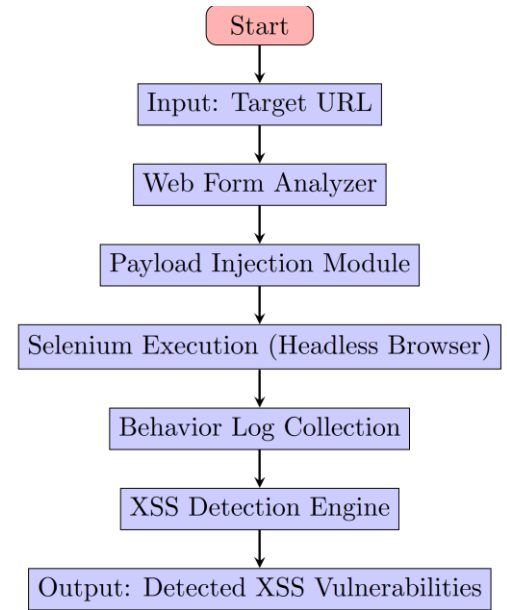 Start
Input: Target URL
Web Form Analyzer
Payload Injection Module
Selenium Execution (Headless Browser)
Behavior Log Collection
XSS Detection Engine
Output: Detected XSS Vulnerabilities